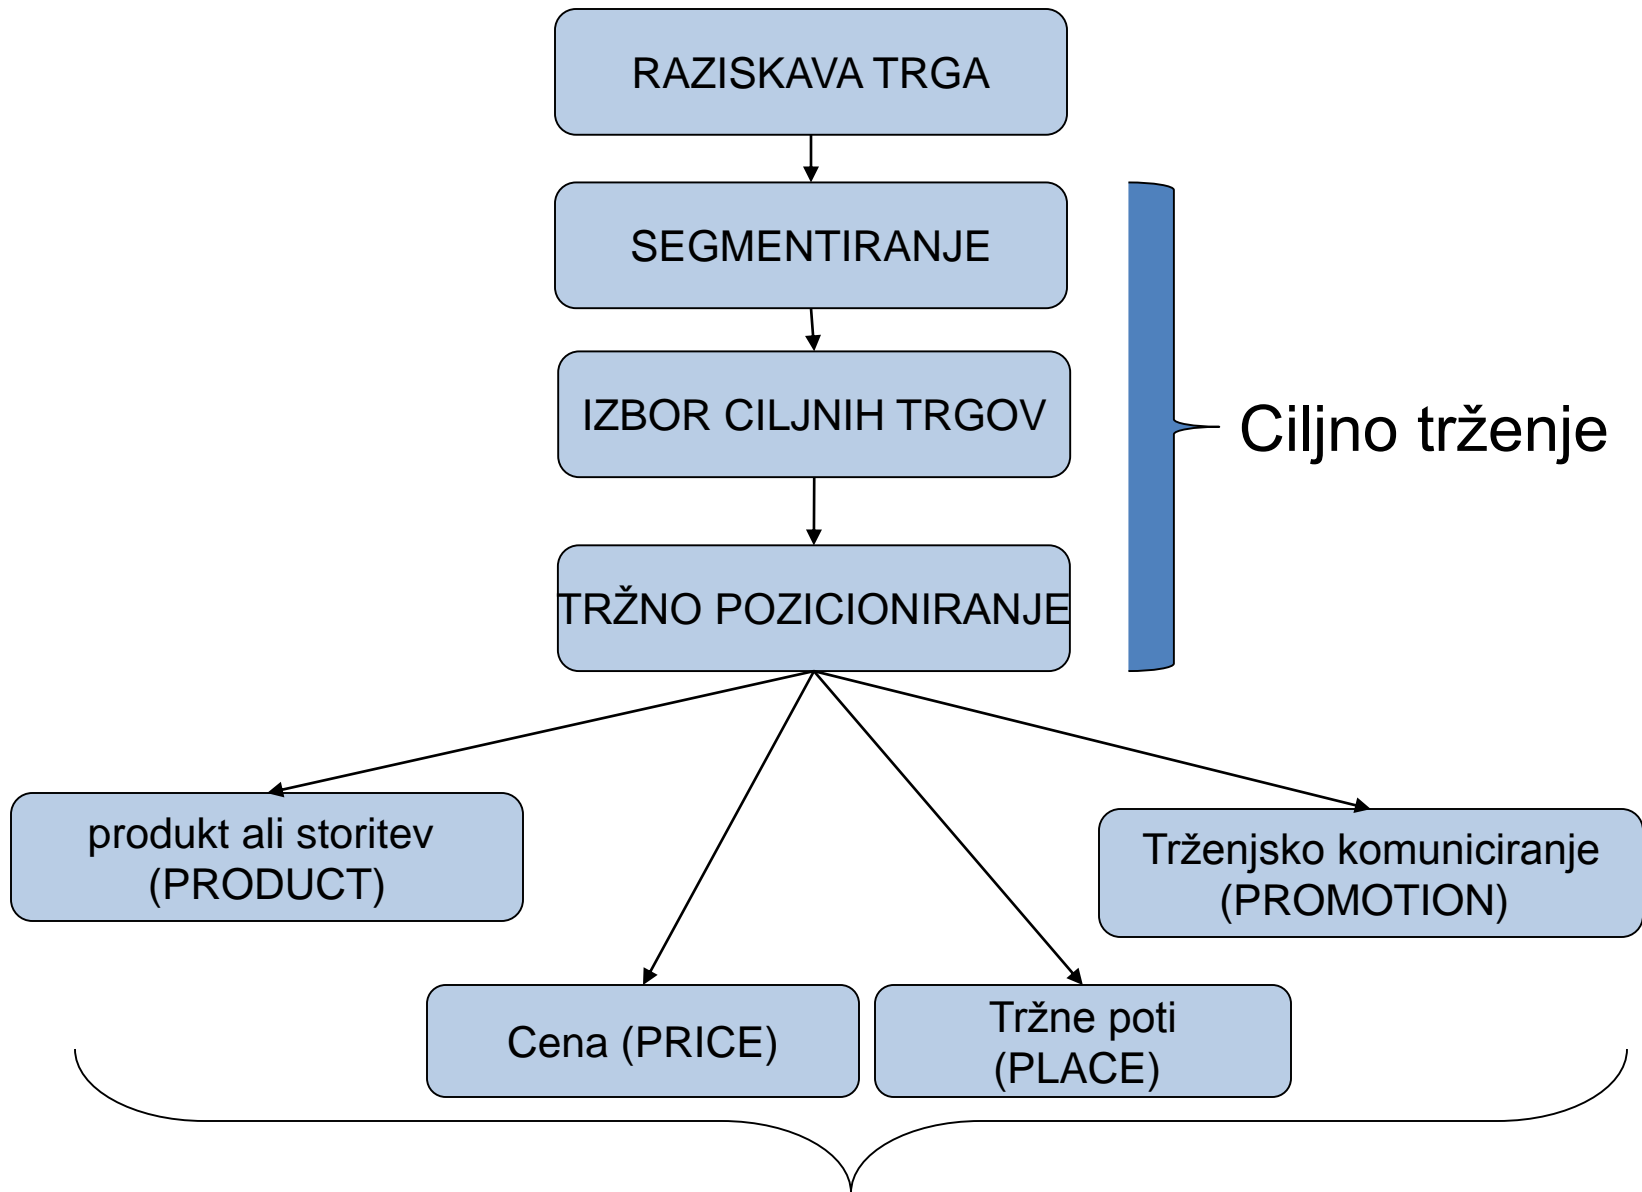 RAZISKAVA TRGA
SEGMENTIRANJE
IZBOR CILJNIH TRGOV
Ciljno trženje
TRŽNO POZICIONIRANJE
produkt ali storitev
(PRODUCT)
Trženjsko komuniciranje
(PROMOTION)
Cena (PRICE)
Tržne poti
(PLACE)